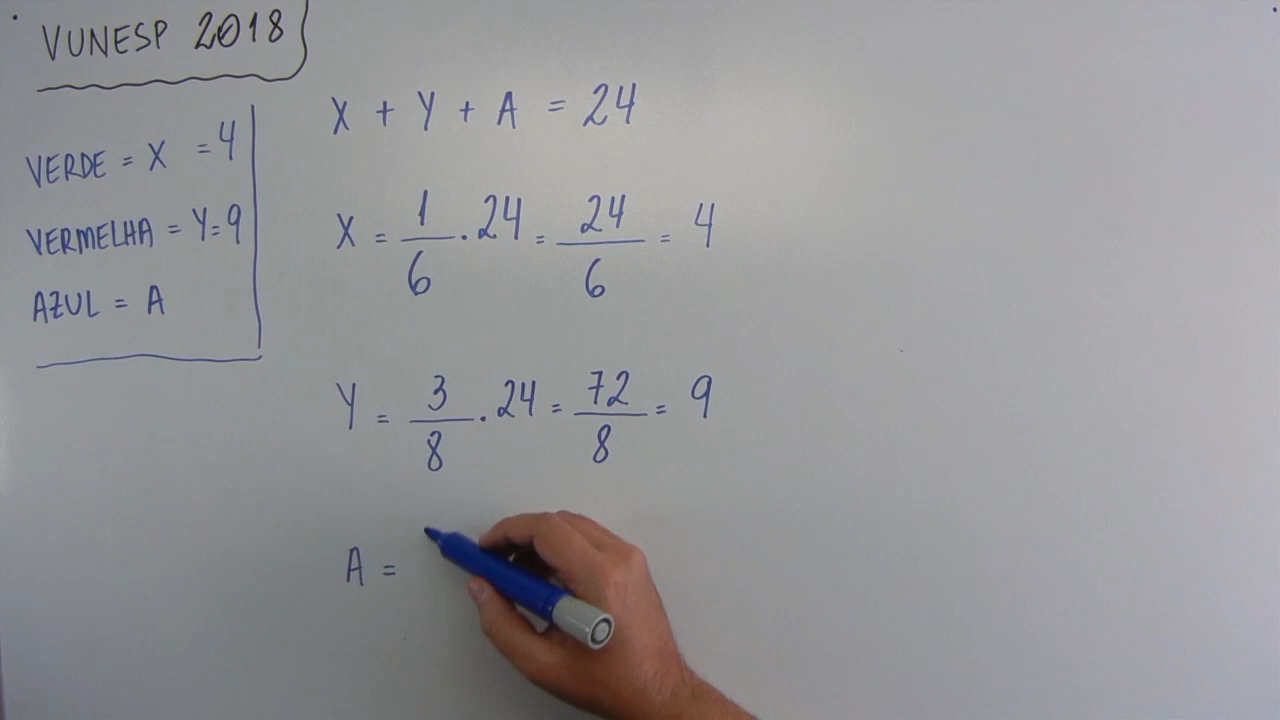 VUNESP 2018
VERDE = X = 4
VERMELHA = Y = 9
AZUL = A
X + Y + A = 24
X = 1/6 . 24 = 24/6 = 4
Y = 3/8 . 24 = 72/8 = 9
A =